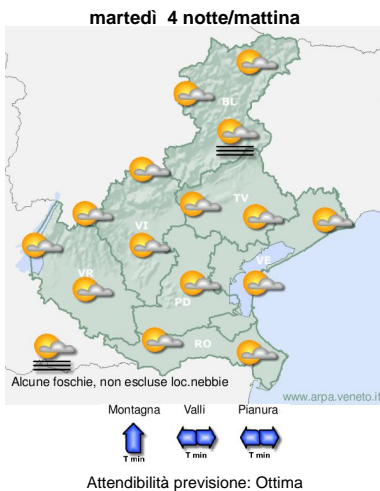 martedì 4 notte/mattina
BL
TV
VI
VE
VR
PD
RO
Alcune foschie, non escluse loc.nebbie
www.arpa.veneto.it
Montagna Valli Pianura
T min T min T min
Attendibilità previsione: Ottima